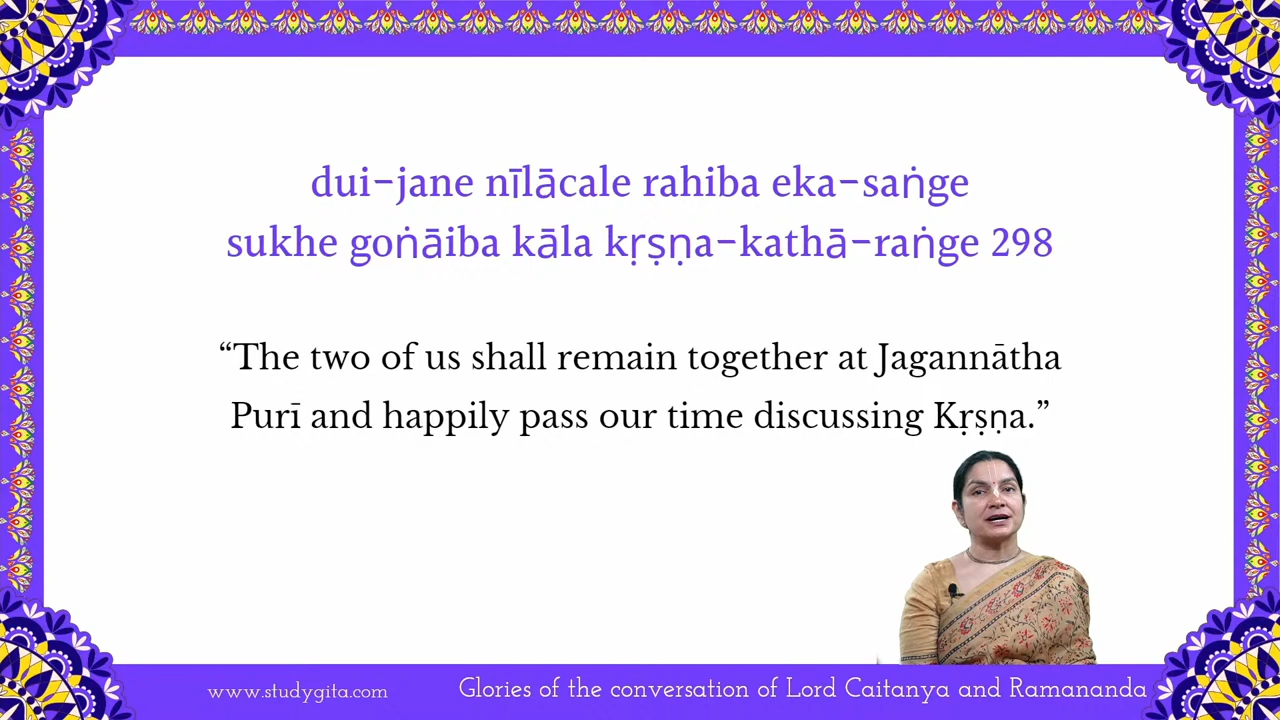 dui-jane nīlācale rahiba eka-saṅge
sukhe goṅāiba kāla kṛṣṇa-kathā-raṅge 298
“The two of us shall remain together at Jagannātha
Purī and happily pass our time discussing Kṛṣṇa.”
www.studygita.com
Glories of the conversation of Lord Caitanya and Ramananda